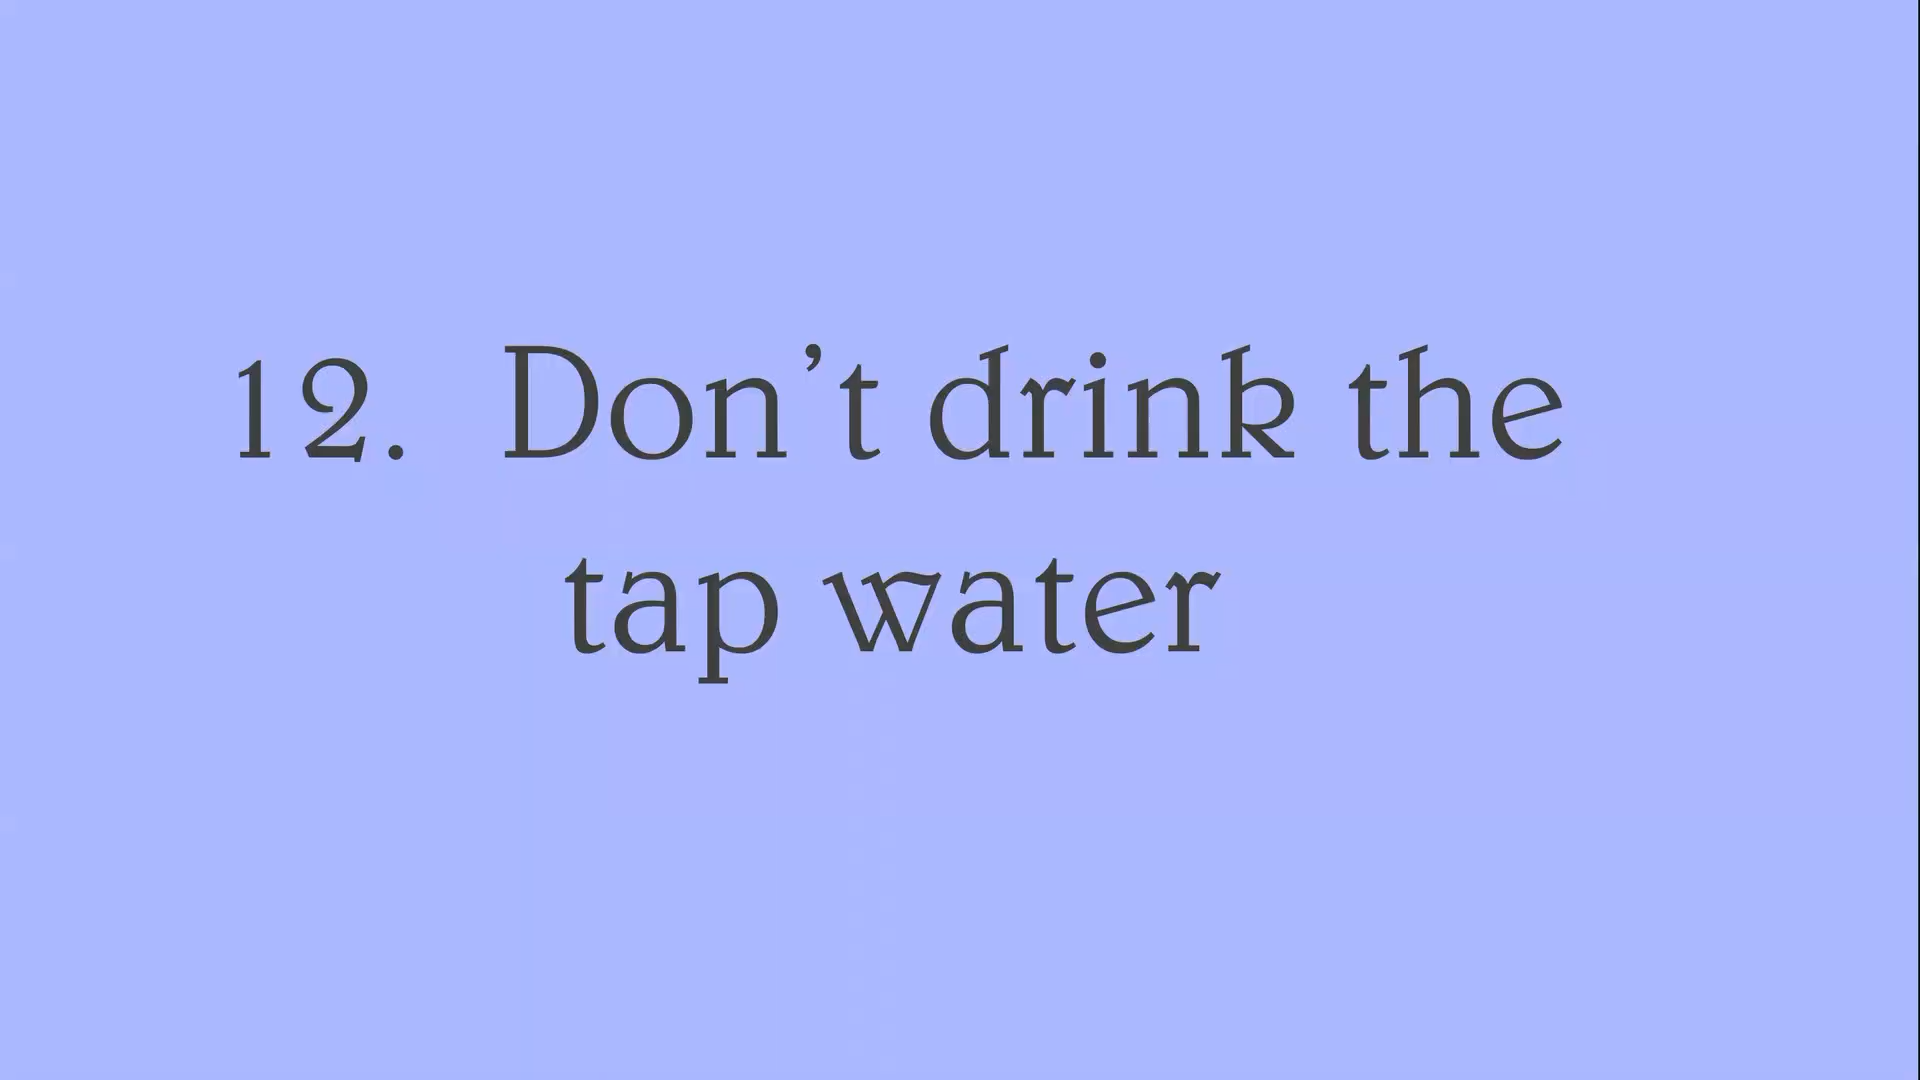 12. Don’t drink the
tap water